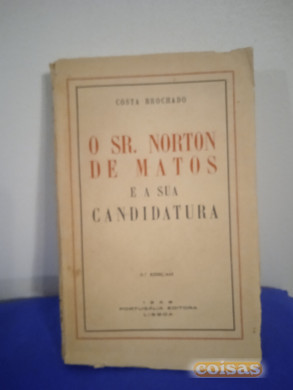 COSTA BROCHADO
O SR. NORTON
DE MATOS
E A SUA
CANDIDATURA
PORTUGÁLIA EDITORA
LISBOA
coisas